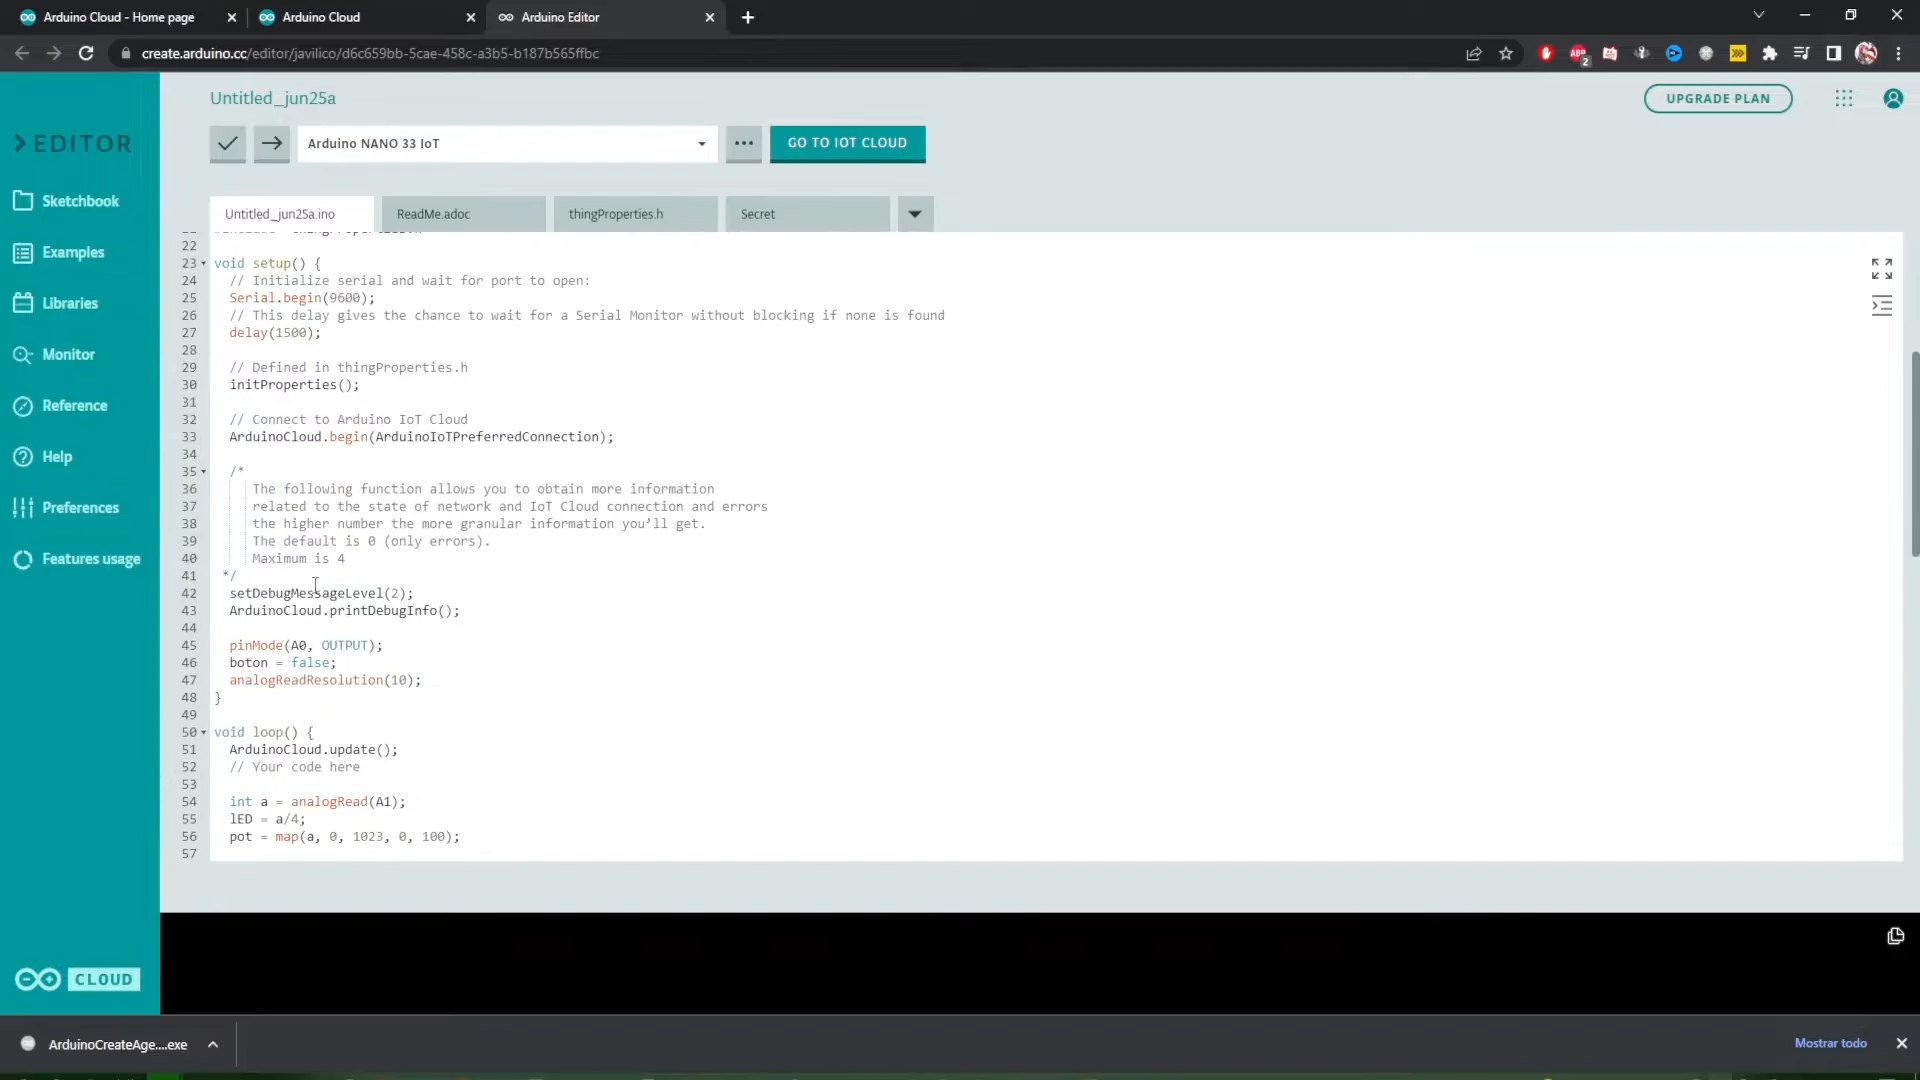 Arduino Cloud - Home page
Arduino Cloud
Arduino Editor
create.arduino.cc/editor/javilico/d6c659bb-5cae-458c-a3b5-b187b565ffbc
ABP
2
Untitled_jun25a
UPGRADE PLAN
EDITOR
Arduino NANO 33 IoT
GO TO IOT CLOUD
Sketchbook
Examples
Libraries
Monitor
Reference
Help
Preferences
Features usage
CLOUD
Untitled_jun25a.ino
ReadMe.adoc
thingProperties.h
Secret
22
23 void setup() {
24 // Initialize serial and wait for port to open:
25 Serial.begin(9600);
26 // This delay gives the chance to wait for a Serial Monitor without blocking if none is found
27 delay(1500);
28
29 // Defined in thingProperties.h
30 initProperties();
31
32 // Connect to Arduino IoT Cloud
33 ArduinoCloud.begin(ArduinoIoTPreferredConnection);
34
35 /*
36 The following function allows you to obtain more information
37 related to the state of network and IoT Cloud connection and errors
38 the higher number the more granular information you’ll get.
39 The default is 0 (only errors).
40 Maximum is 4
41 */
42 setDebugMessageLevel(2);
43 ArduinoCloud.printDebugInfo();
44
45 pinMode(A0, OUTPUT);
46 boton = false;
47 analogReadResolution(10);
48 }
49
50 void loop() {
51 ArduinoCloud.update();
52 // Your code here
53
54 int a = analogRead(A1);
55 lED = a/4;
56 pot = map(a, 0, 1023, 0, 100);
57
ArduinoCreateAge....exe
Mostrar todo